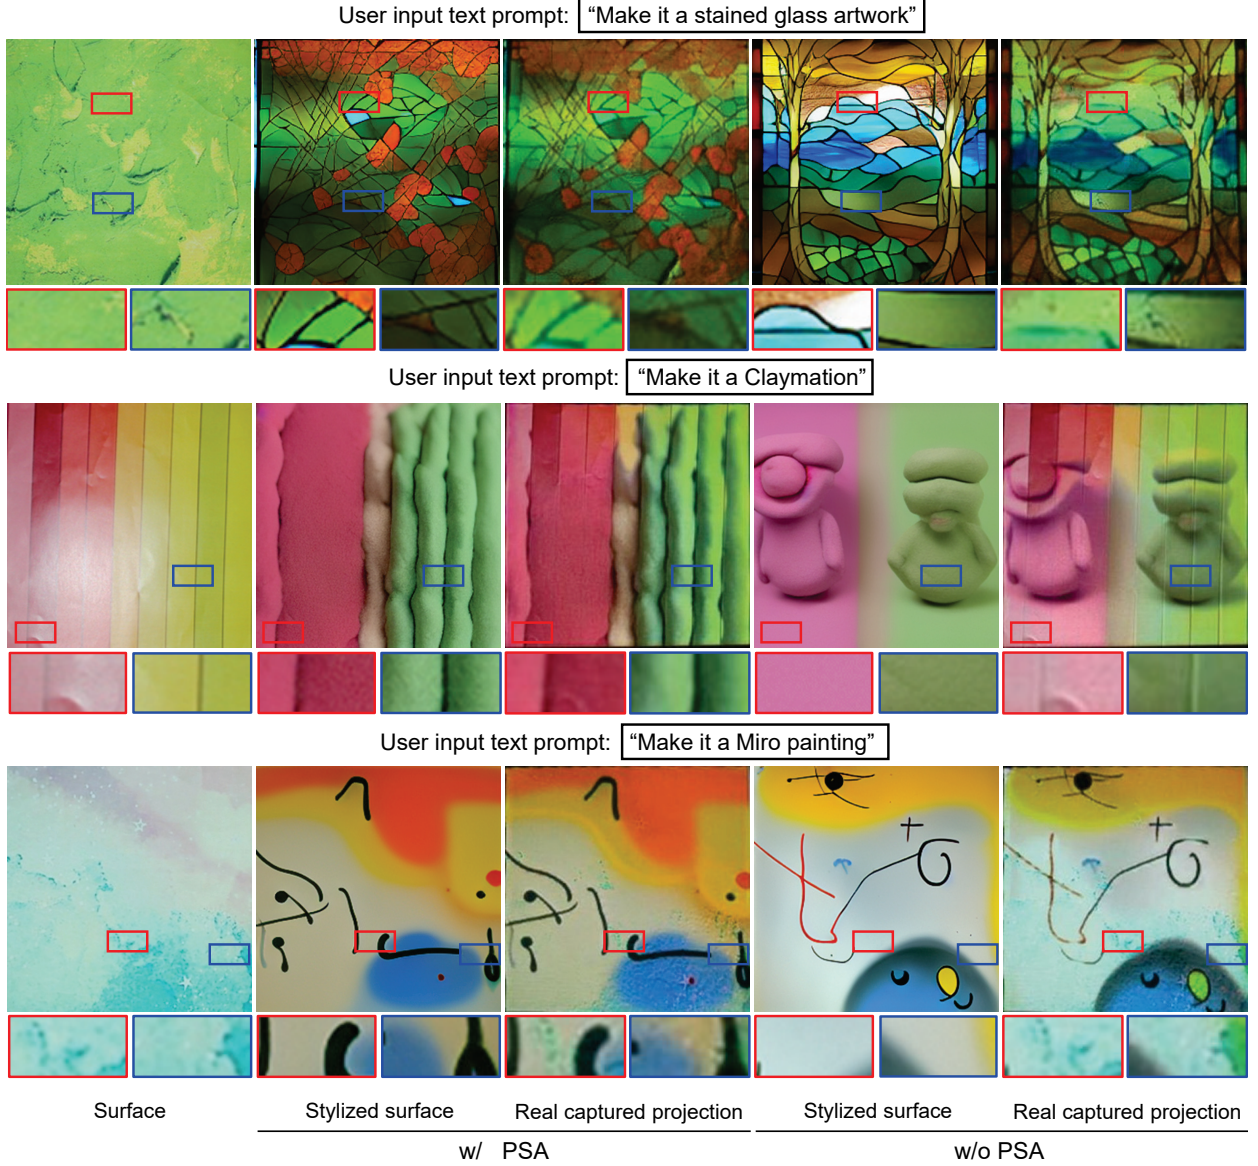 User input text prompt: “Make it a stained glass artwork”
User input text prompt: “Make it a Claymation”
User input text prompt: “Make it a Miro painting”
Surface
Stylized surface
Real captured projection
Stylized surface
Real captured projection
w/ PSA
w/o PSA